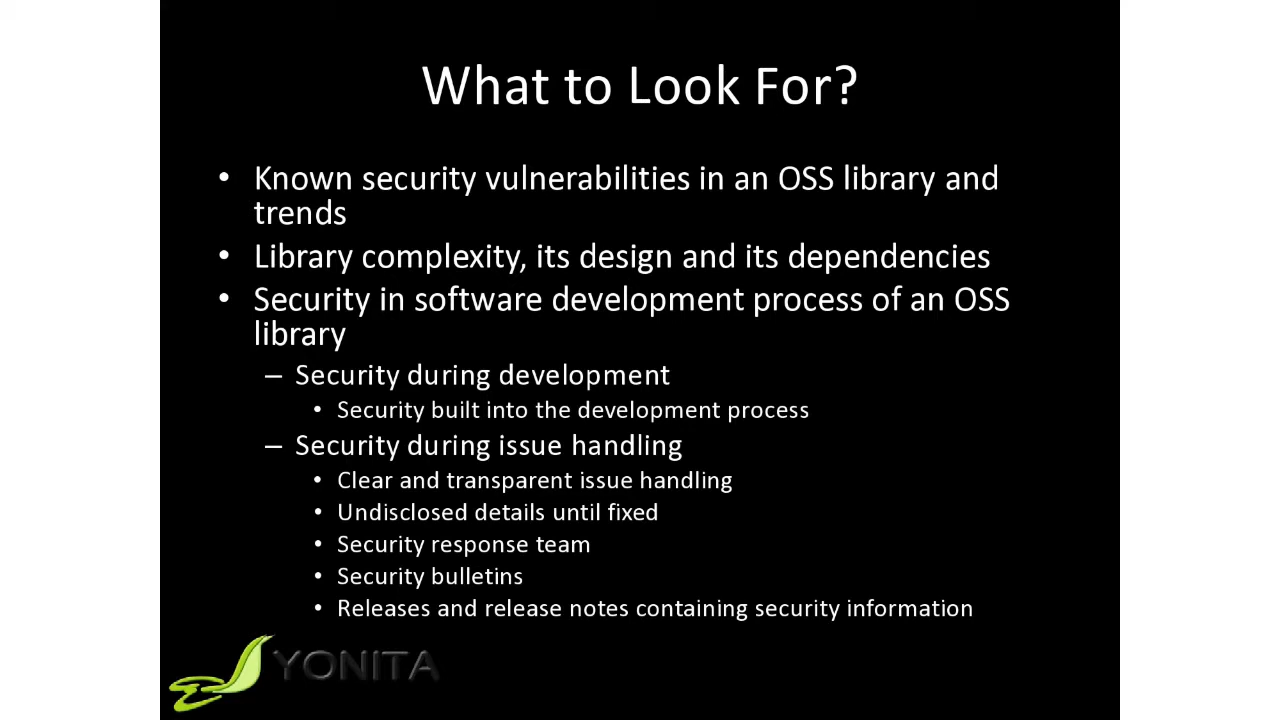 What to Look For?
• Known security vulnerabilities in an OSS library and
trends
• Library complexity, its design and its dependencies
• Security in software development process of an OSS
library
– Security during development
• Security built into the development process
– Security during issue handling
• Clear and transparent issue handling
• Undisclosed details until fixed
• Security response team
• Security bulletins
• Releases and release notes containing security information
YONITA